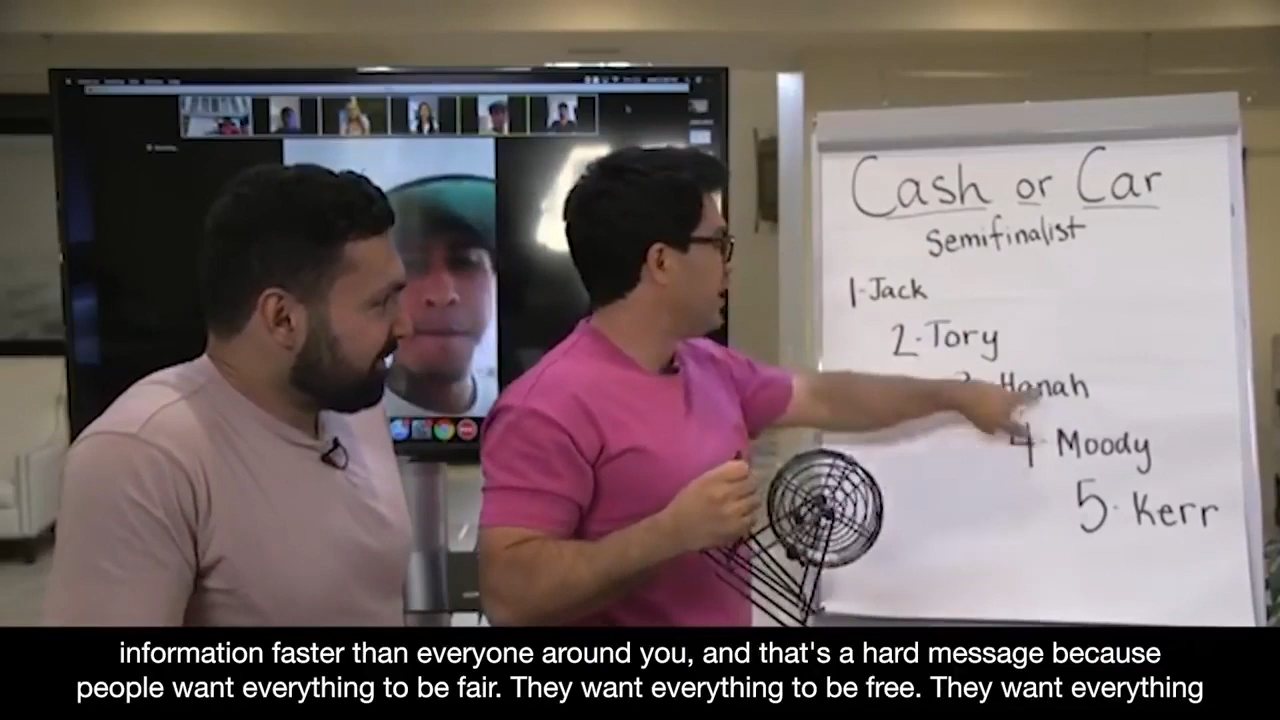 Cash or Car
Semifinalist
1-Jack
2-Tory
Hanah
4 Moody
5-Kerr
information faster than everyone around you, and that's a hard message because
people want everything to be fair. They want everything to be free. They want everything